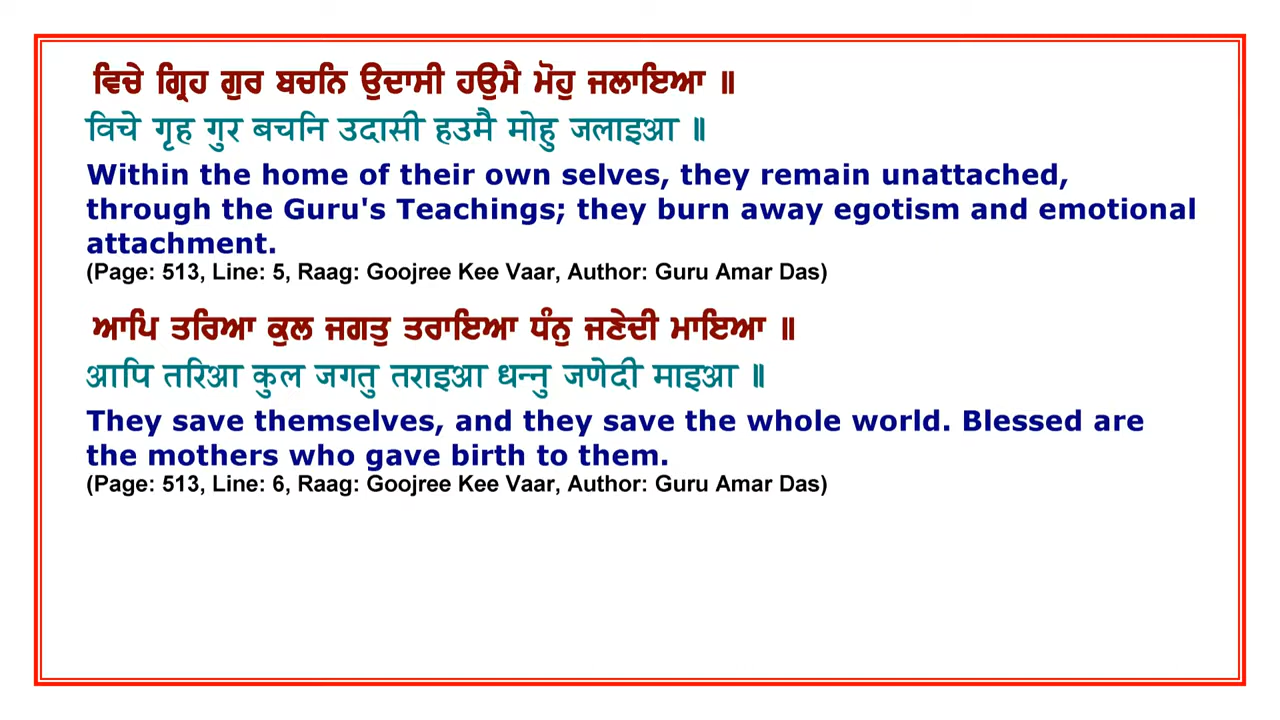 ਵਿਚੇ ਗ੍ਰਿਹ ਗੁਰ ਬਚਨਿ ਉਦਾਸੀ ਹਉਮੈ ਮੋਹੁ ਜਲਾਇਆ ॥
विचे गृह गुर बचनि उदासी हउमै मोहु जलाइआ ॥
Within the home of their own selves, they remain unattached,
through the Guru's Teachings; they burn away egotism and emotional
attachment.
(Page: 513, Line: 5, Raag: Goojree Kee Vaar, Author: Guru Amar Das)
ਆਪਿ ਤਰਿਆ ਕੁਲ ਜਗਤੁ ਤਰਾਇਆ ਧੰਨੁ ਜਣੇਦੀ ਮਾਇਆ ॥
आपि तरिआ कुल जगतु तराइआ धन्नु जणेदी माइआ ॥
They save themselves, and they save the whole world. Blessed are
the mothers who gave birth to them.
(Page: 513, Line: 6, Raag: Goojree Kee Vaar, Author: Guru Amar Das)